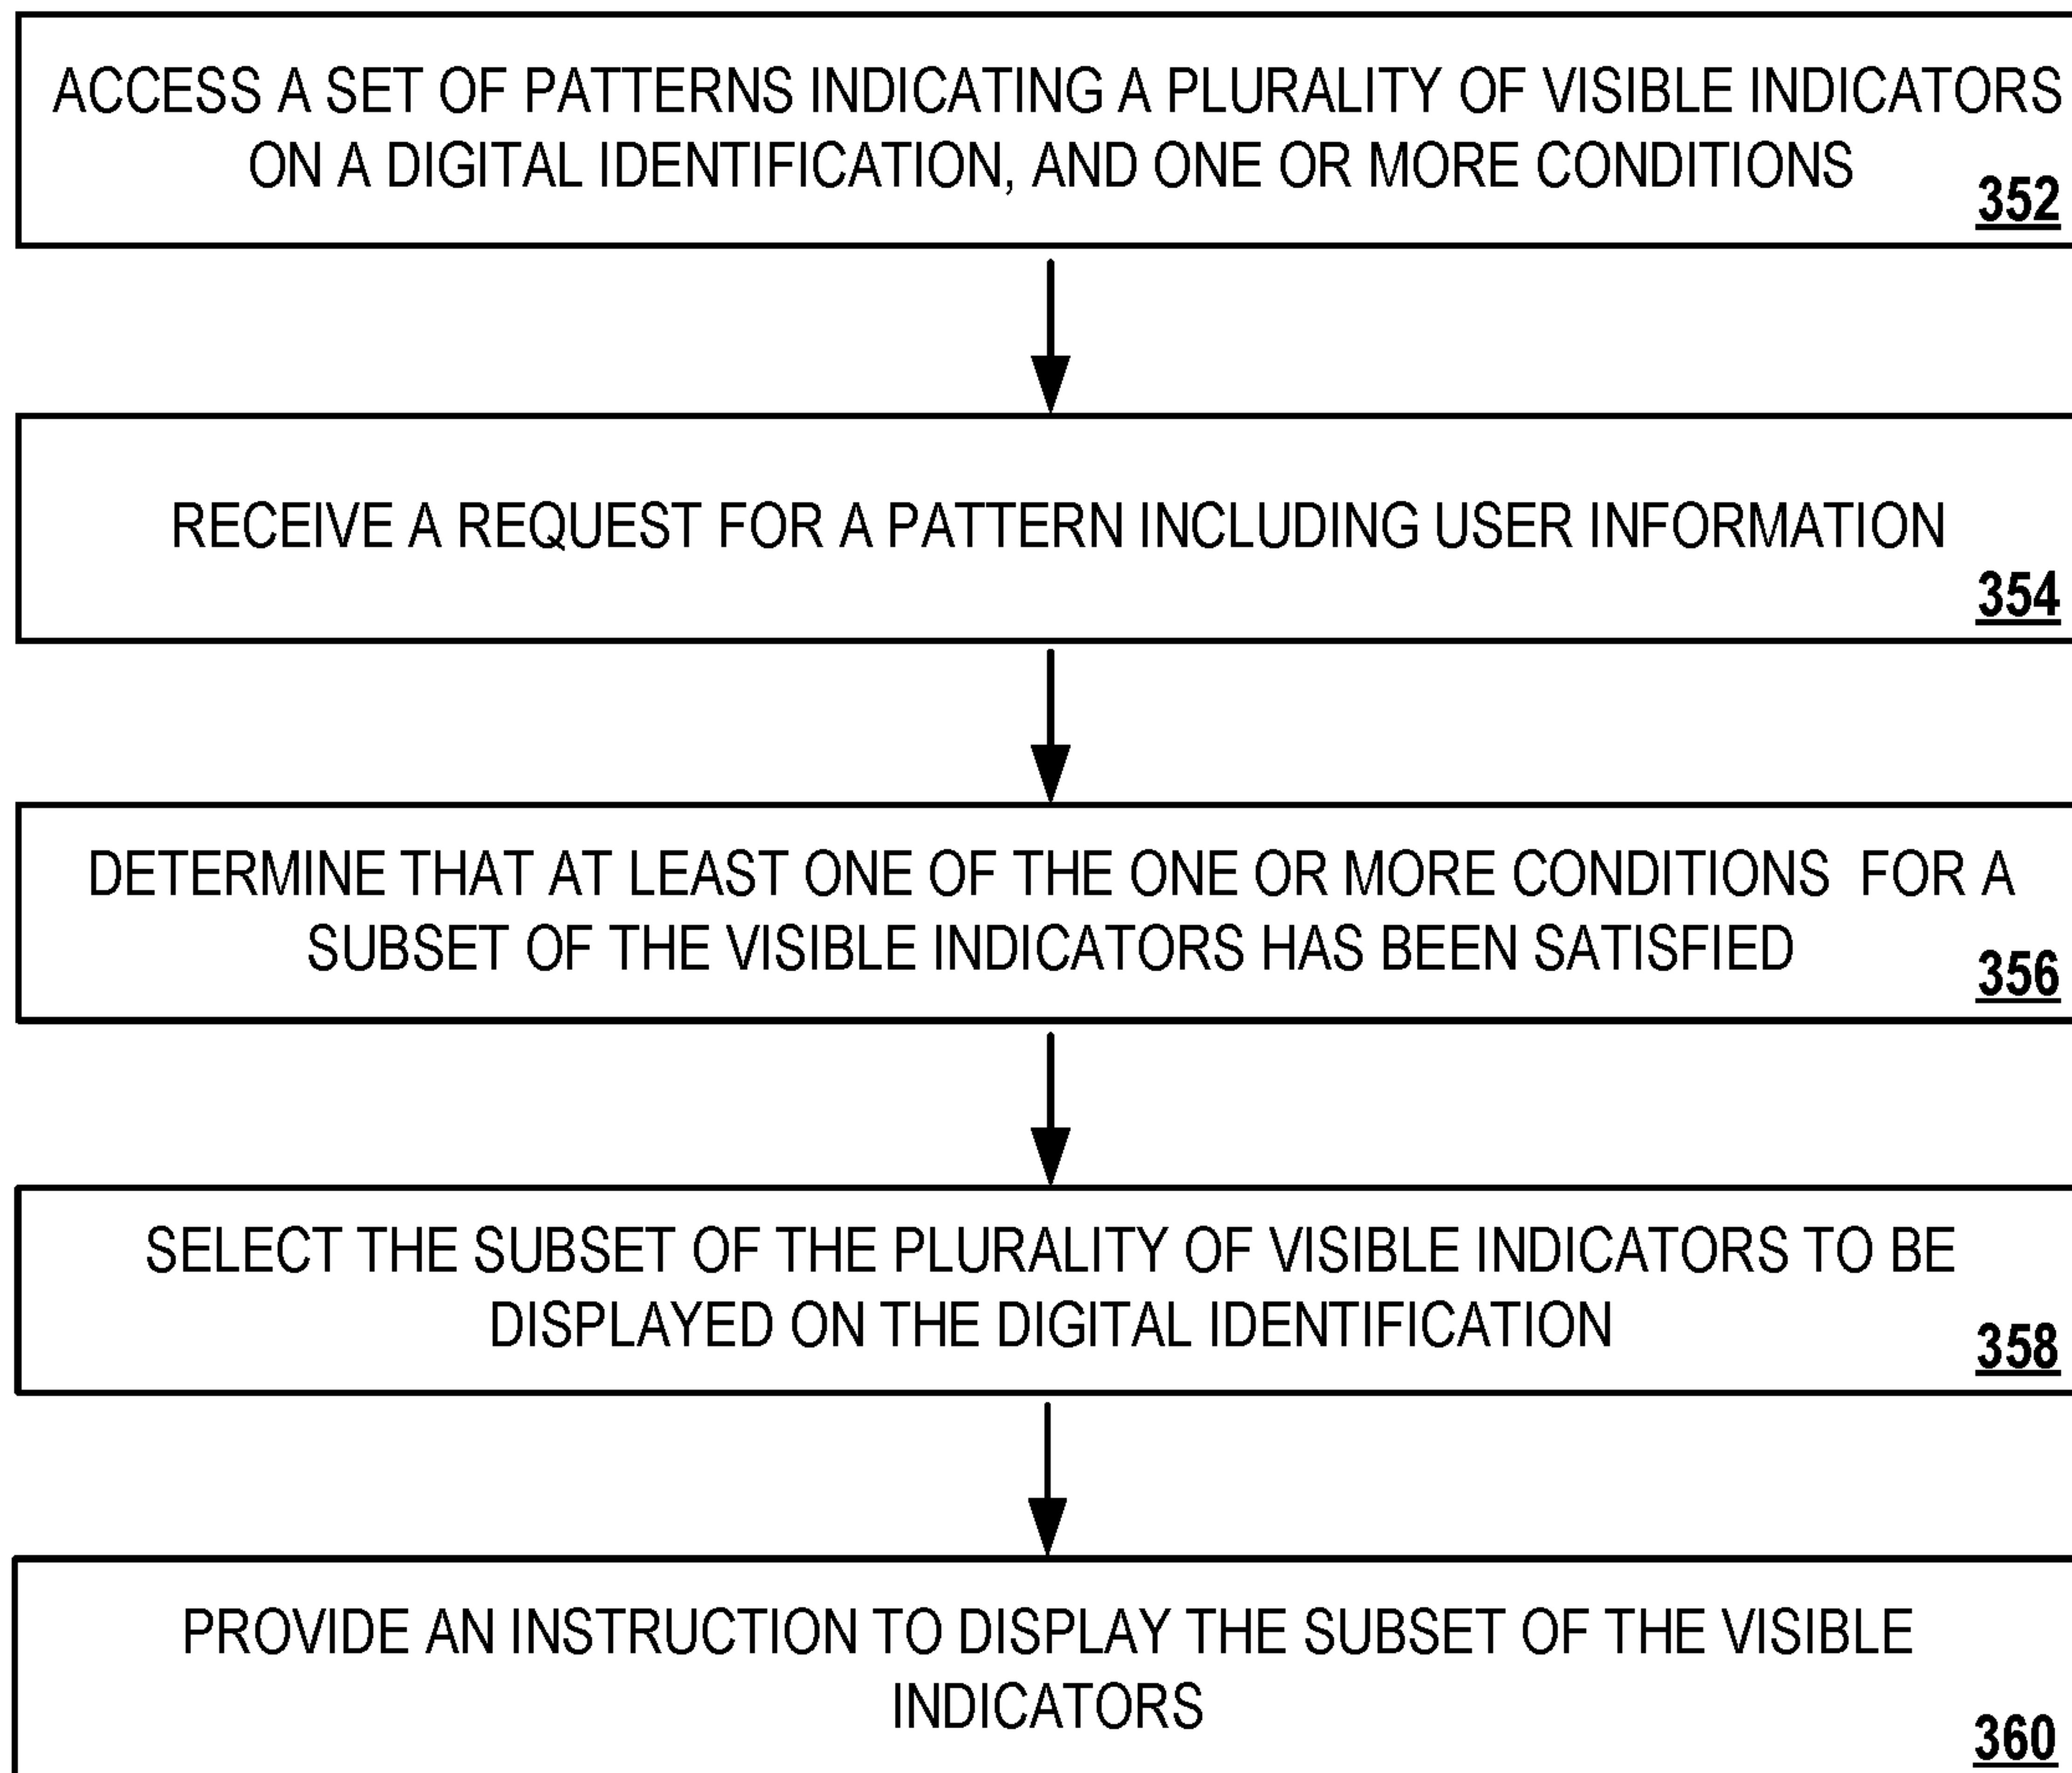 ACCESS A SET OF PATTERNS INDICATING A PLURALITY OF VISIBLE INDICATORS
ON A DIGITAL IDENTIFICATION, AND ONE OR MORE CONDITIONS
352
RECEIVE A REQUEST FOR A PATTERN INCLUDING USER INFORMATION
354
DETERMINE THAT AT LEAST ONE OF THE ONE OR MORE CONDITIONS FOR A
SUBSET OF THE VISIBLE INDICATORS HAS BEEN SATISFIED
356
SELECT THE SUBSET OF THE PLURALITY OF VISIBLE INDICATORS TO BE
DISPLAYED ON THE DIGITAL IDENTIFICATION
358
PROVIDE AN INSTRUCTION TO DISPLAY THE SUBSET OF THE VISIBLE
INDICATORS
360